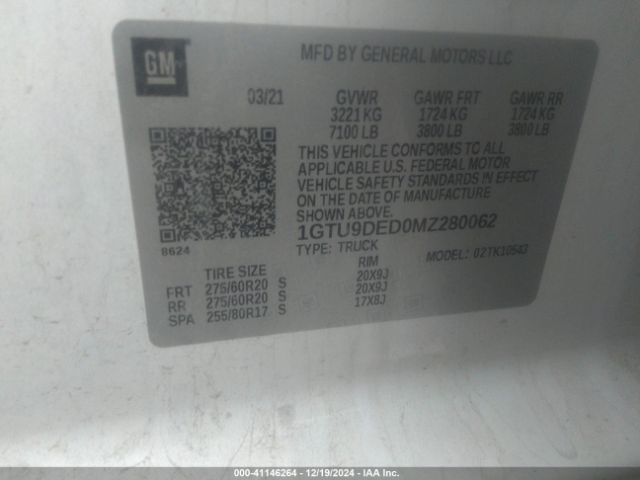 GM
MFD BY GENERAL MOTORS LLC
03/21 GVWR GAWR FRT GAWR RR
3221 KG 1724 KG 1724 KG
7100 LB 3800 LB 3800 LB
THIS VEHICLE CONFORMS TO ALL
APPLICABLE U.S. FEDERAL MOTOR
VEHICLE SAFETY STANDARDS IN EFFECT
ON THE DATE OF MANUFACTURE
SHOWN ABOVE.
1GTU9DED0MZ280062
8624
TYPE: TRUCK MODEL: 02TK10543
TIRE SIZE RIM
FRT 275/60R20 S 20X9J
RR 275/60R20 S 20X9J
SPA 255/80R17 S 17X8J
000-41146264 - 12/19/2024 - IAA Inc.